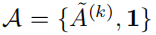 𝒜 = {Ã⁽ᵏ⁾, 𝟏}